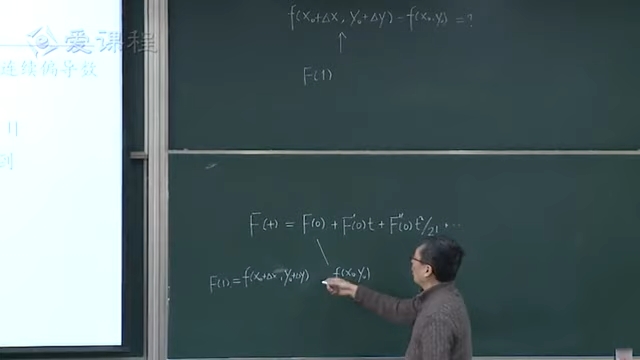 爱课程
连续偏导数
到
f(x₀+Δx, y₀+Δy) - f(x₀, y₀) = ?
F(1)
F(t) = F(0) + F'(0)t + F''(0)t²/2! ...
F(1) = f(x₀+Δx, y₀+Δy) f(x₀, y₀)